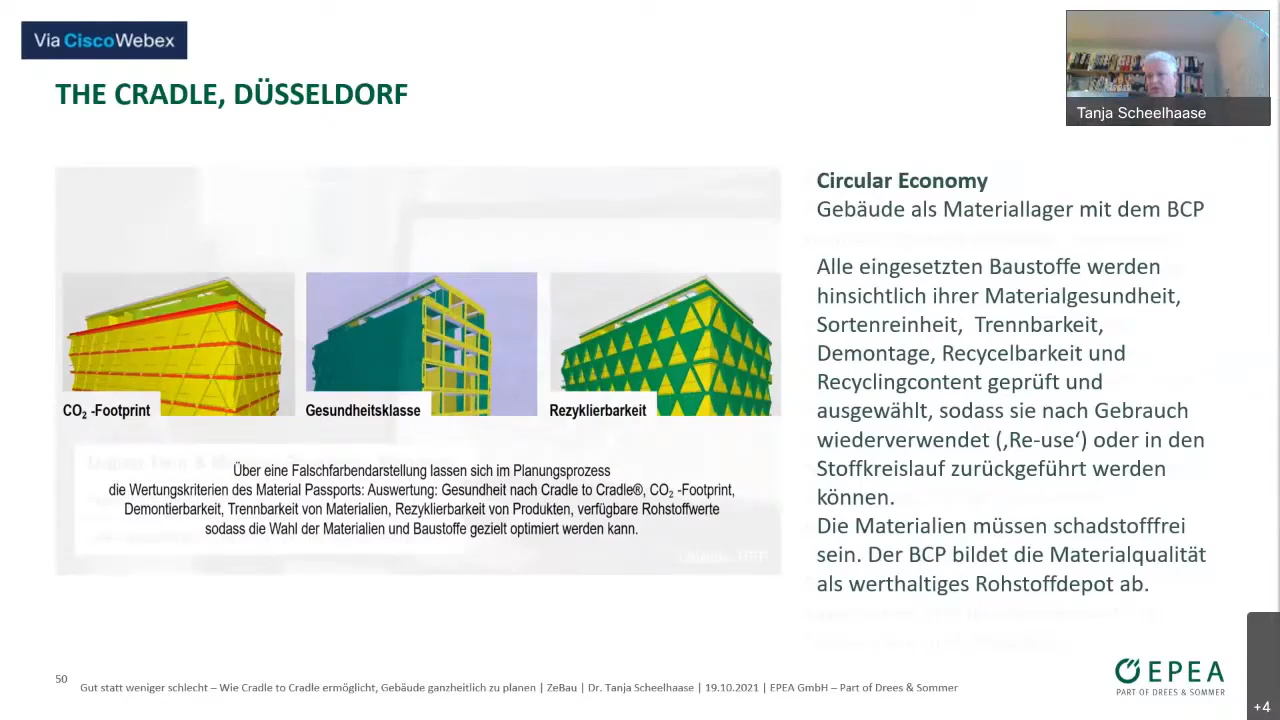 Via CiscoWebex
Tanja Scheelhaase
THE CRADLE, DÜSSELDORF
CO₂ -Footprint
Gesundheitsklasse
Rezyklierbarkeit
Über eine Falschfarbendarstellung lassen sich im Planungsprozess
die Wertungskriterien des Material Passports: Auswertung: Gesundheit nach Cradle to Cradle®, CO₂ -Footprint,
Demontierbarkeit, Trennbarkeit von Materialien, Rezyklierbarkeit von Produkten, verfügbare Rohstoffwerte
sodass die Wahl der Materialien und Baustoffe gezielt optimiert werden kann.
Circular Economy
Gebäude als Materiallager mit dem BCP
Alle eingesetzten Baustoffe werden
hinsichtlich ihrer Materialgesundheit,
Sortenreinheit, Trennbarkeit,
Demontage, Recycelbarkeit und
Recyclingcontent geprüft und
ausgewählt, sodass sie nach Gebrauch
wiederverwendet (‚Re-use‘) oder in den
Stoffkreislauf zurückgeführt werden
können.
Die Materialien müssen schadstofffrei
sein. Der BCP bildet die Materialqualität
als werthaltiges Rohstoffdepot ab.
50
Gut statt weniger schlecht – Wie Cradle to Cradle ermöglicht, Gebäude ganzheitlich zu planen | ZeBau | Dr. Tanja Scheelhaase | 19.10.2021 | EPEA GmbH – Part of Drees & Sommer
EPEA
PART OF DREES & SOMMER
+4